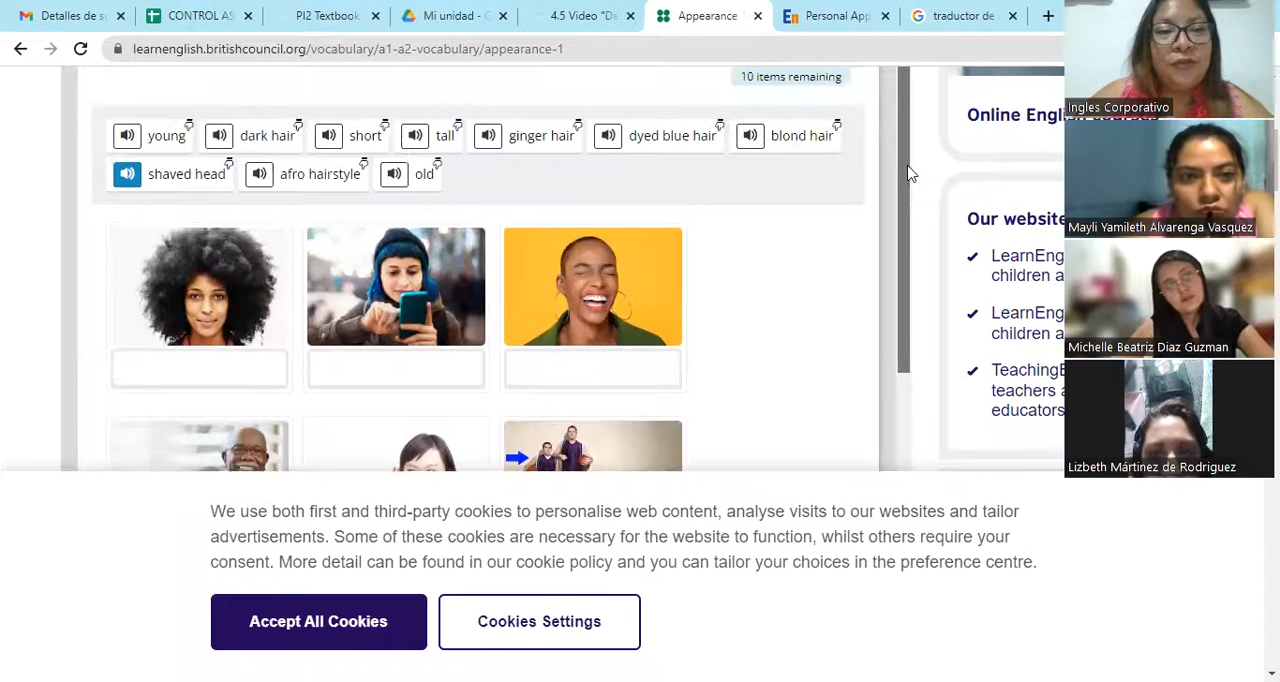 Detalles de su
CONTROL AS
PI2 Textbook
Mi unidad - G
4.5 Video "De
Appearance
Personal App
traductor de
learnenglish.britishcouncil.org/vocabulary/a1-a2-vocabulary/appearance-1
10 items remaining
young dark hair short tall ginger hair dyed blue hair blond hair
shaved head afro hairstyle old
Online English courses
Our website
LearnEng
children a
LearnEng
children a
TeachingE
teachers a
educators
We use both first and third-party cookies to personalise web content, analyse visits to our websites and tailor
advertisements. Some of these cookies are necessary for the website to function, whilst others require your
consent. More detail can be found in our cookie policy and you can tailor your choices in the preference centre.
Accept All Cookies Cookies Settings
Ingles Corporativo
Mayli Yamileth Alvarenga Vasquez
Michelle Beatriz Diaz Guzman
Lizbeth Mártinez de Rodriguez